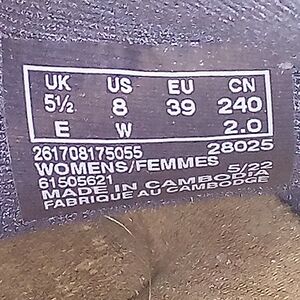 UK US EU CN
5½ 8 39 240
E W 2.0
261708175055 28025
WOMENS/FEMMES
61505621 5/22
MADE IN CAMBODIA
FABRIQUE AU CAMBODGE